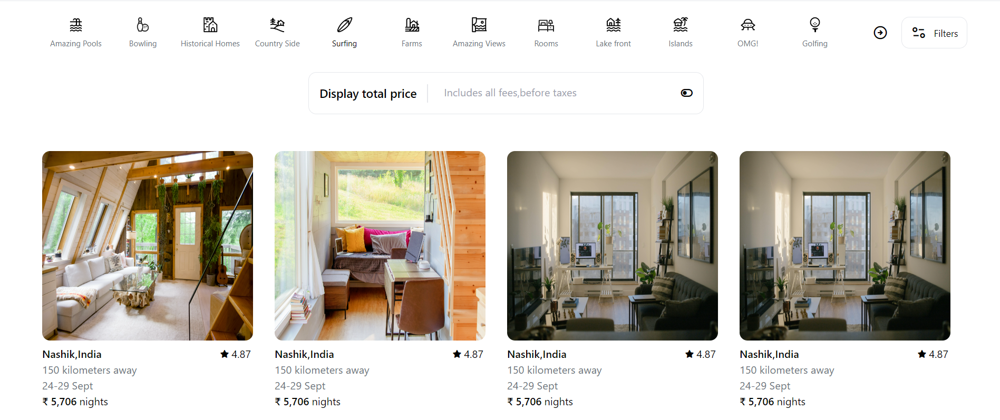 Amazing Pools
Bowling
Historical Homes
Country Side
Surfing
Farms
Amazing Views
Rooms
Lake front
Islands
OMG!
Golfing
Filters
Display total price
Includes all fees,before taxes
Nashik,India
4.87
150 kilometers away
24-29 Sept
₹ 5,706 nights
Nashik,India
4.87
150 kilometers away
24-29 Sept
₹ 5,706 nights
Nashik,India
4.87
150 kilometers away
24-29 Sept
₹ 5,706 nights
Nashik,India
4.87
150 kilometers away
24-29 Sept
₹ 5,706 nights